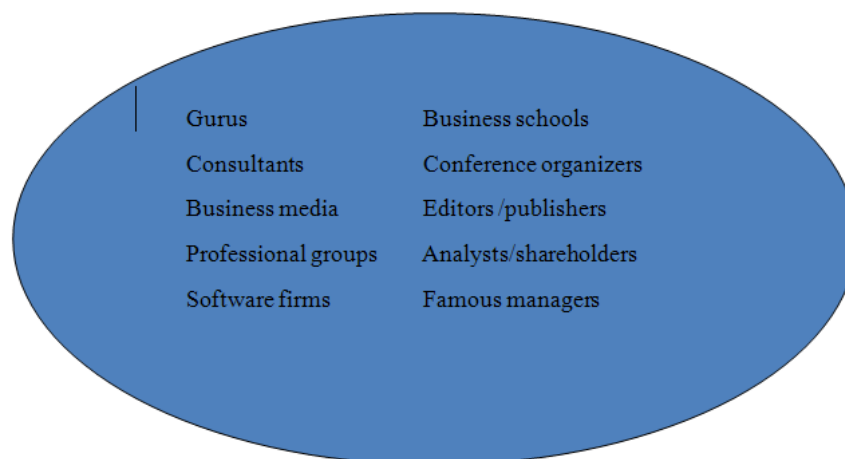 Gurus Business schools
Consultants Conference organizers
Business media Editors /publishers
Professional groups Analysts/shareholders
Software firms Famous managers